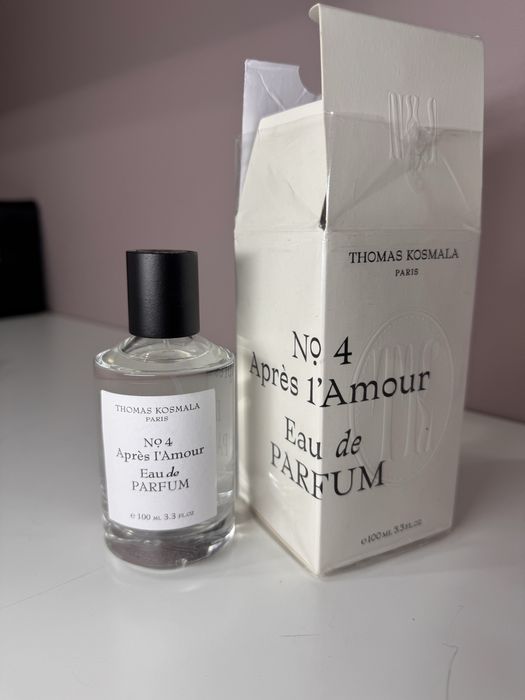 THOMAS KOSMALA
PARIS
Nº 4
Après l'Amour
Eau de
PARFUM
e 100 ML 3.3 FL.OZ
THOMAS KOSMALA
PARIS
Nº 4
Après l'Amour
Eau de
PARFUM
e 100 ML 3.3 FL.OZ